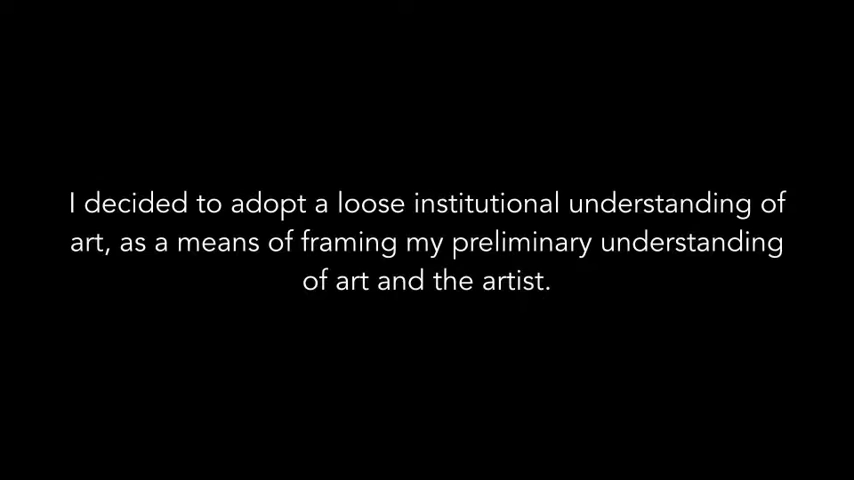 I decided to adopt a loose institutional understanding of
art, as a means of framing my preliminary understanding
of art and the artist.